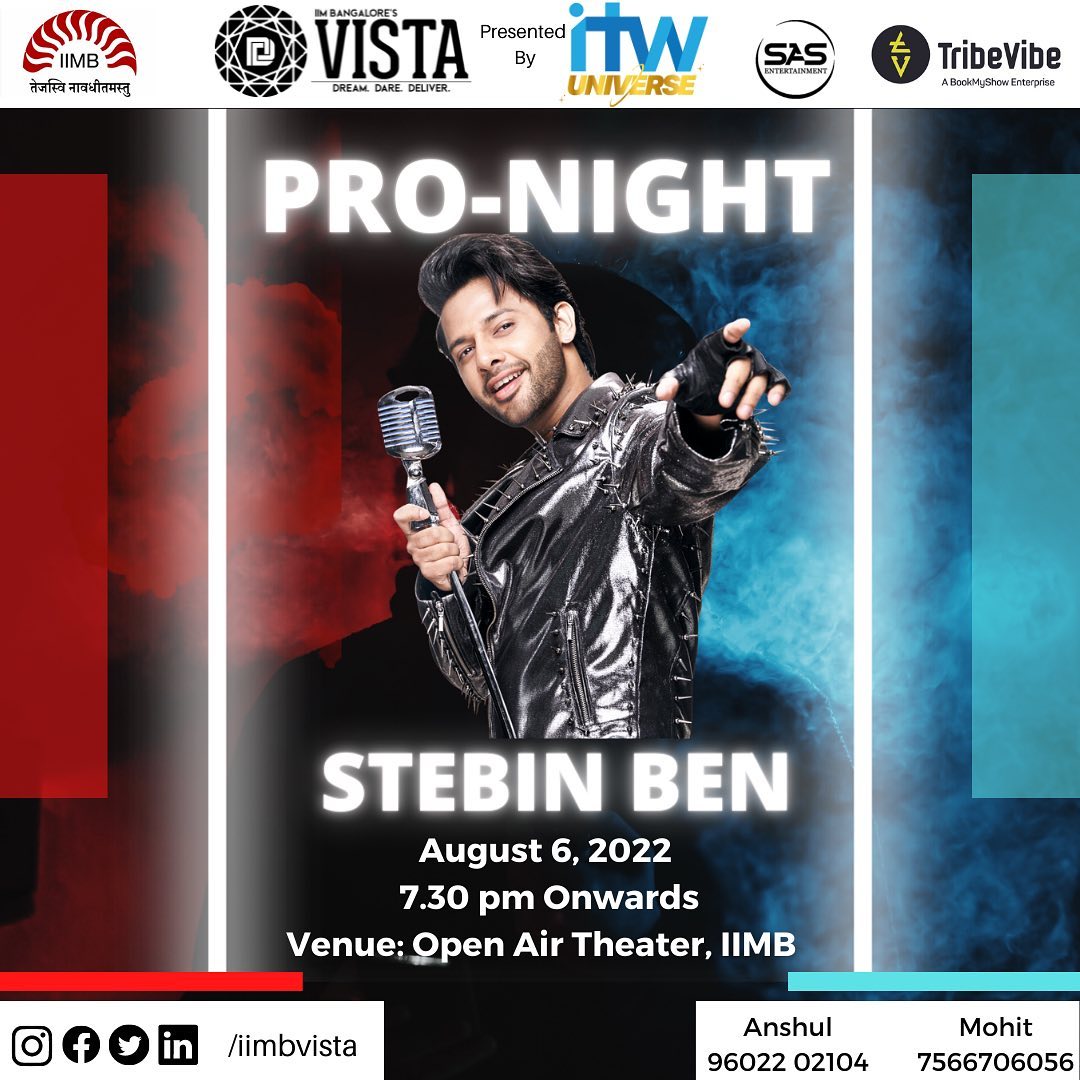 IIMB
तेजस्वि नावधीतमस्तु
IIM BANGALORE'S
VISTA
DREAM. DARE. DELIVER.
Presented
By
itw
UNIVERSE
SAS
ENTERTAINMENT
TribeVibe
A BookMyShow Enterprise
PRO-NIGHT
STEBIN BEN
August 6, 2022
7.30 pm Onwards
Venue: Open Air Theater, IIMB
/iimbvista
Anshul
96022 02104
Mohit
7566706056